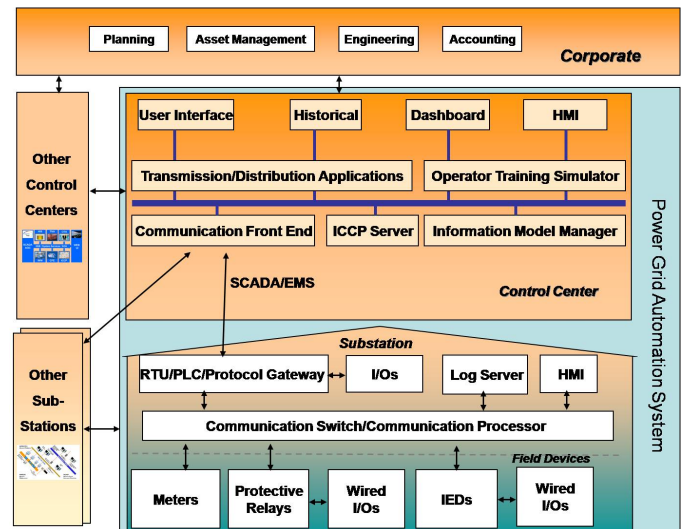 Planning
Asset Management
Engineering
Accounting
Corporate
Other
Control
Centers
User Interface
Historical
Dashboard
HMI
Transmission/Distribution Applications
Operator Training Simulator
Communication Front End
ICCP Server
Information Model Manager
SCADA/EMS
Control Center
Power Grid Automation System
Other
Sub-
Stations
Substation
RTU/PLC/Protocol Gateway
I/Os
Log Server
HMI
Communication Switch/Communication Processor
Field Devices
Meters
Protective
Relays
Wired
I/Os
IEDs
Wired
I/Os